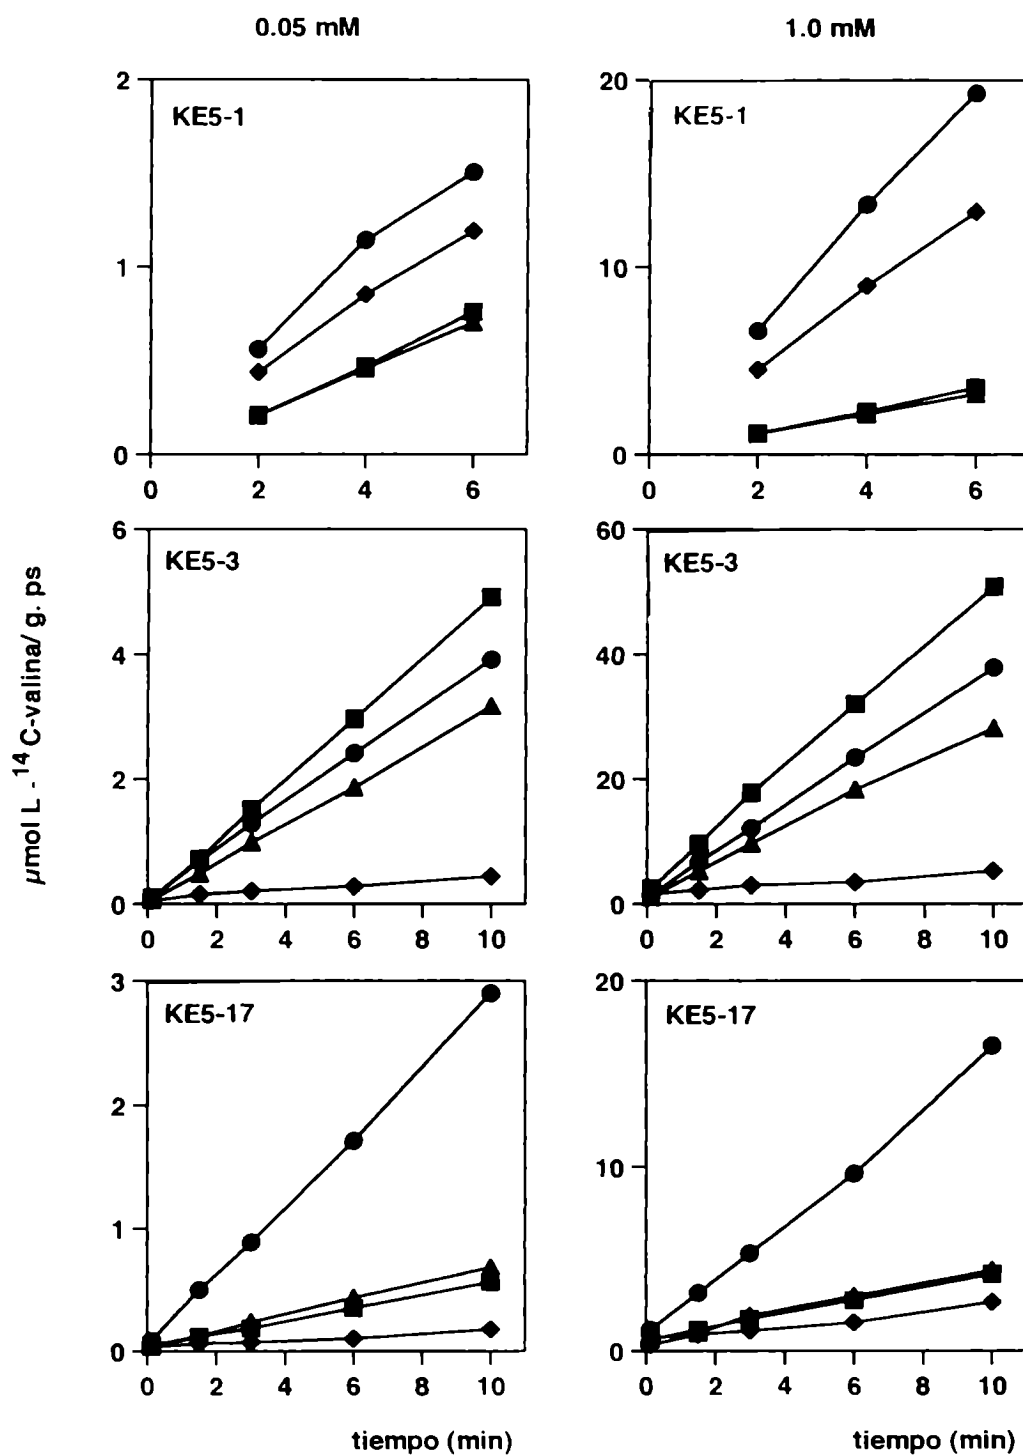 0.05 mM 1.0 mM
2 20
KE5-1 KE5-1
1 10
0 0
0 2 4 6 0 2 4 6
6 60
KE5-3 KE5-3
4 40
2 20
0 0
0 2 4 6 8 10 0 2 4 6 8 10
µmol L -¹⁴C-valina/ g. ps
3 20
KE5-17 KE5-17
2
10
1
0 0
0 2 4 6 8 10 0 2 4 6 8 10
tiempo (min) tiempo (min)